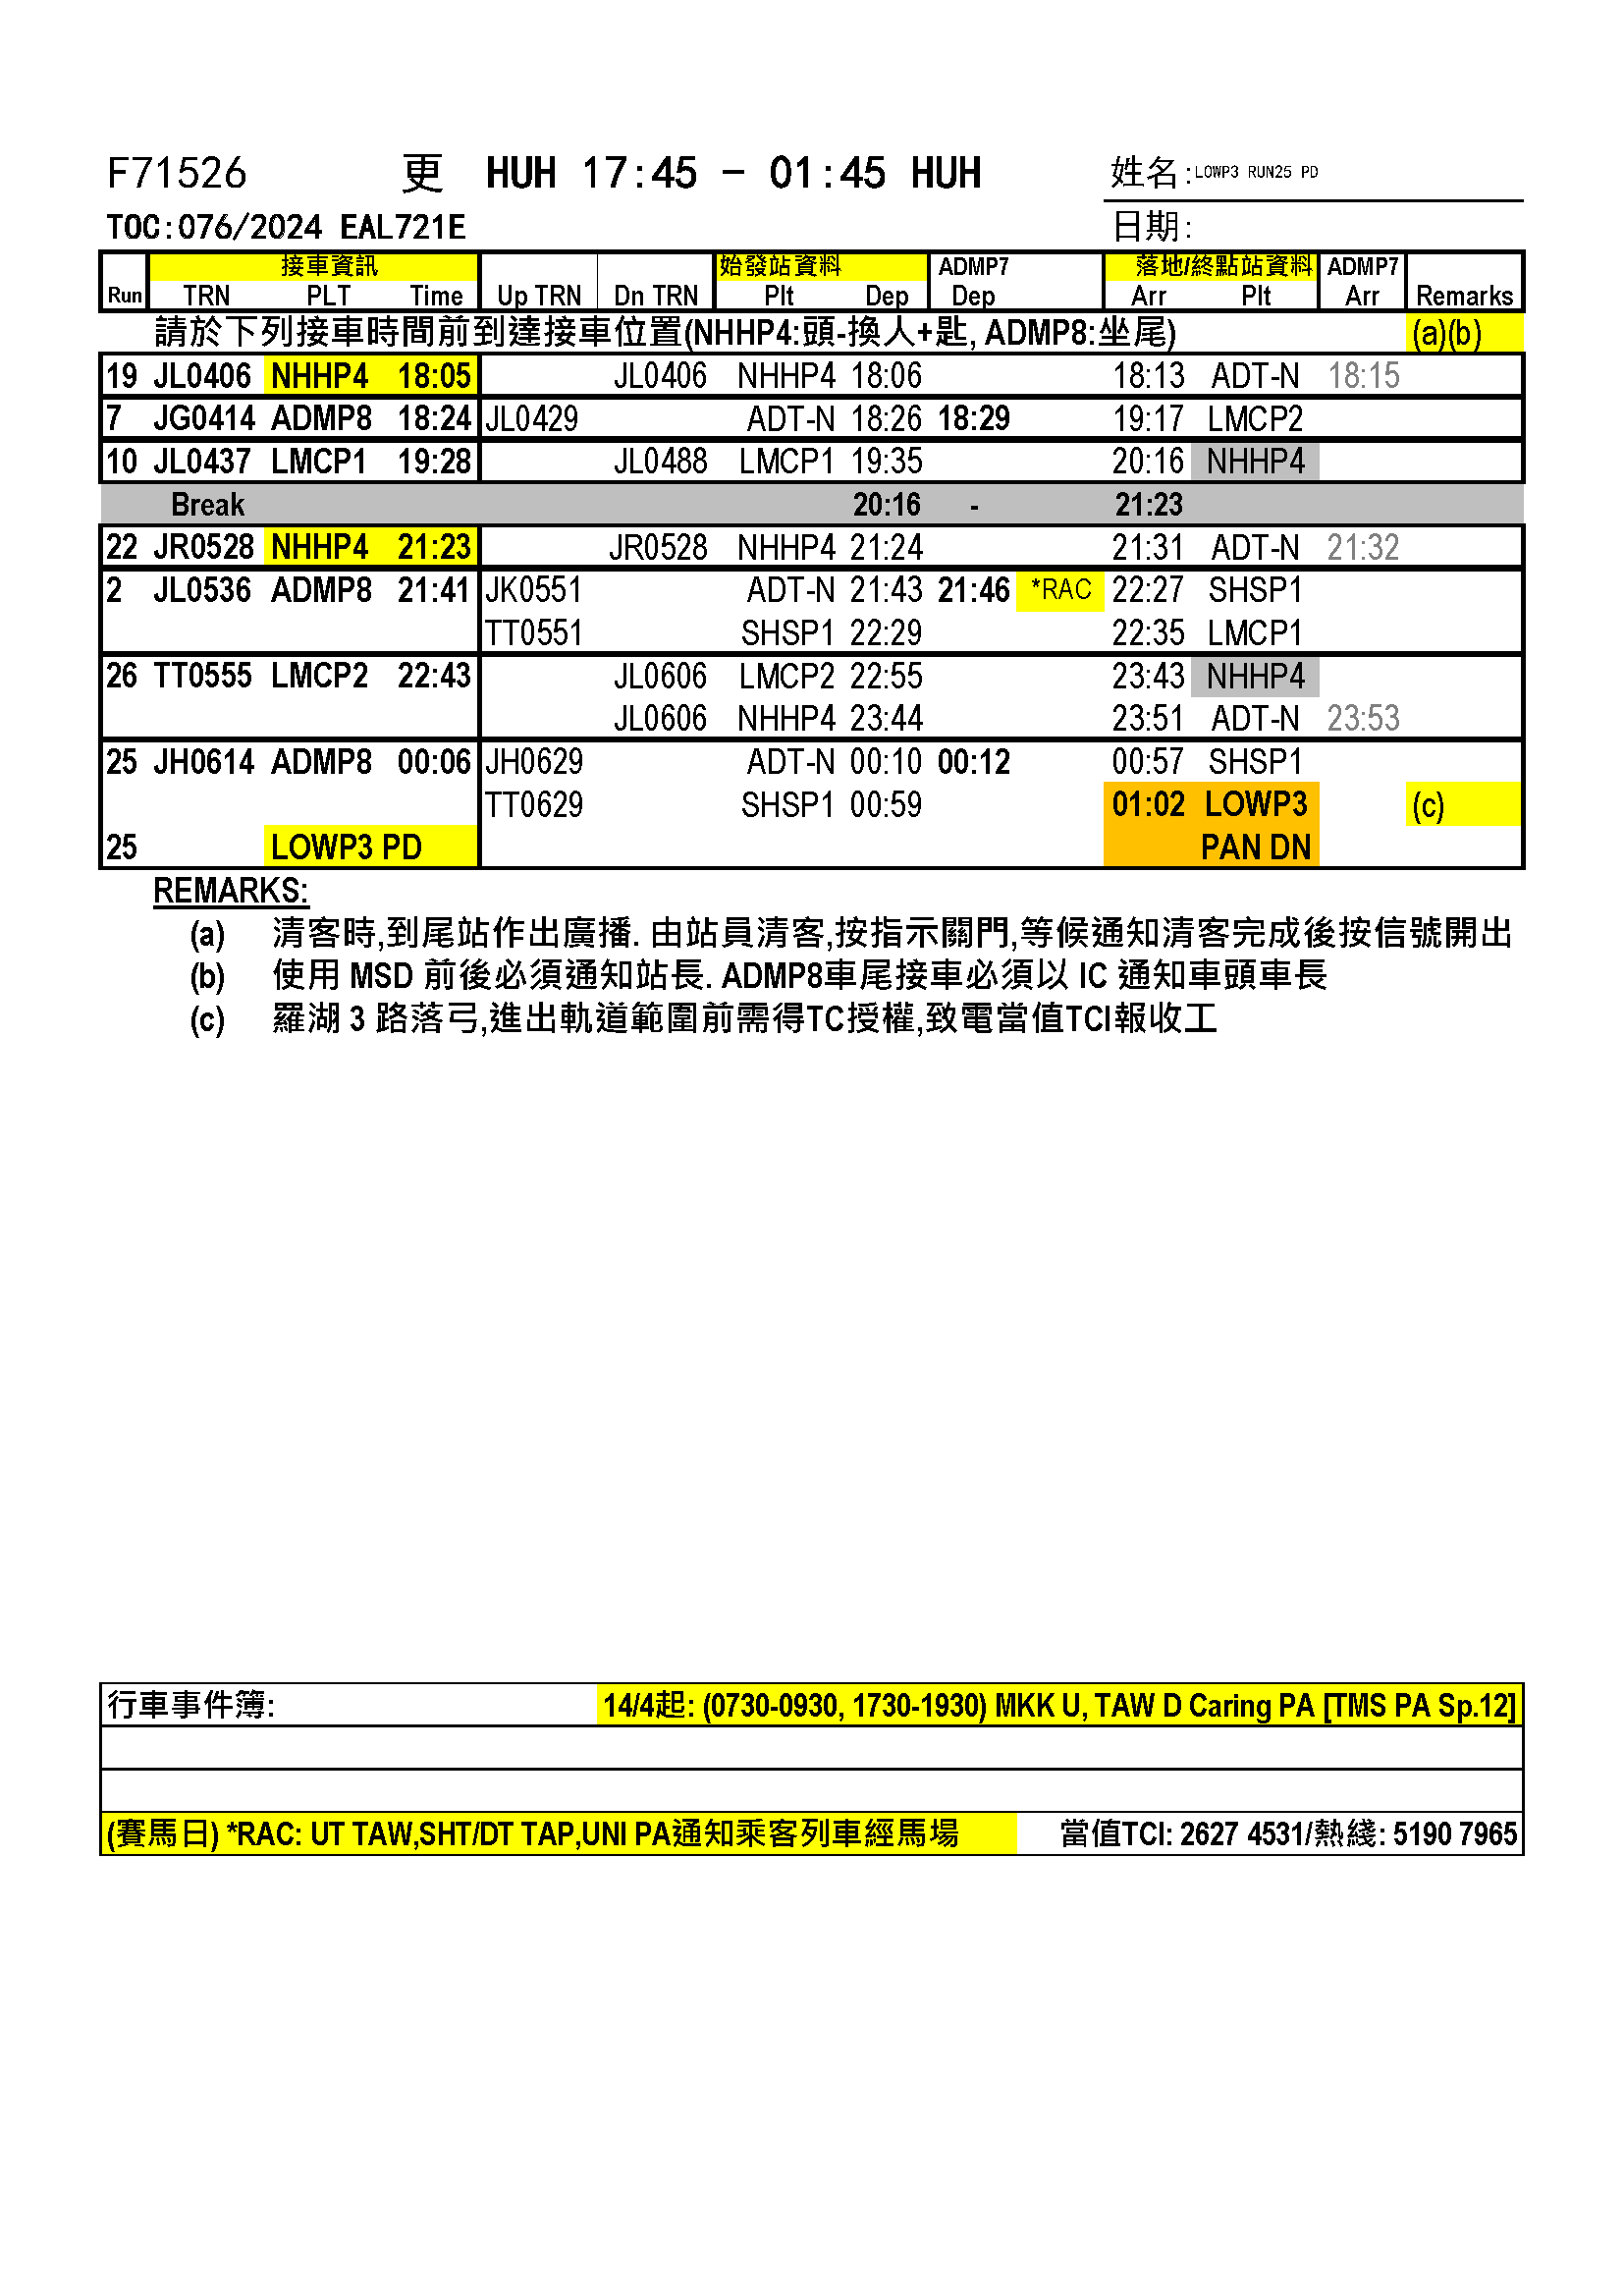 F71526 更 HUH 17:45 - 01:45 HUH 姓名:LOWP3 RUN25 PD
TOC:076/2024 EAL721E 日期:
接車資訊 始發站資料 ADMP7 落地/終點站資料 ADMP7
Run TRN PLT Time Up TRN Dn TRN Plt Dep Dep Arr Plt Arr Remarks
請於下列接車時間前到達接車位置(NHHP4:頭-換人+匙, ADMP8:坐尾) (a)(b)
19 JL0406 NHHP4 18:05 JL0406 NHHP4 18:06 18:13 ADT-N 18:15
7 JG0414 ADMP8 18:24 JL0429 ADT-N 18:26 18:29 19:17 LMCP2
10 JL0437 LMCP1 19:28 JL0488 LMCP1 19:35 20:16 NHHP4
Break 20:16 - 21:23
22 JR0528 NHHP4 21:23 JR0528 NHHP4 21:24 21:31 ADT-N 21:32
2 JL0536 ADMP8 21:41 JK0551 ADT-N 21:43 21:46 *RAC 22:27 SHSP1
TT0551 SHSP1 22:29 22:35 LMCP1
26 TT0555 LMCP2 22:43 JL0606 LMCP2 22:55 23:43 NHHP4
JL0606 NHHP4 23:44 23:51 ADT-N 23:53
25 JH0614 ADMP8 00:06 JH0629 ADT-N 00:10 00:12 00:57 SHSP1
TT0629 SHSP1 00:59 01:02 LOWP3 (c)
25 LOWP3 PD PAN DN
REMARKS:
(a) 清客時,到尾站作出廣播. 由站員清客,按指示關門,等候通知清客完成後按信號開出
(b) 使用 MSD 前後必須通知站長. ADMP8車尾接車必須以 IC 通知車頭車長
(c) 羅湖 3 路落弓,進出軌道範圍前需得TC授權,致電當值TCI報收工
行車事件簿: 14/4起: (0730-0930, 1730-1930) MKK U, TAW D Caring PA [TMS PA Sp.12]
(賽馬日) *RAC: UT TAW,SHT/DT TAP,UNI PA通知乘客列車經馬場 當值TCI: 2627 4531/熱綫: 5190 7965